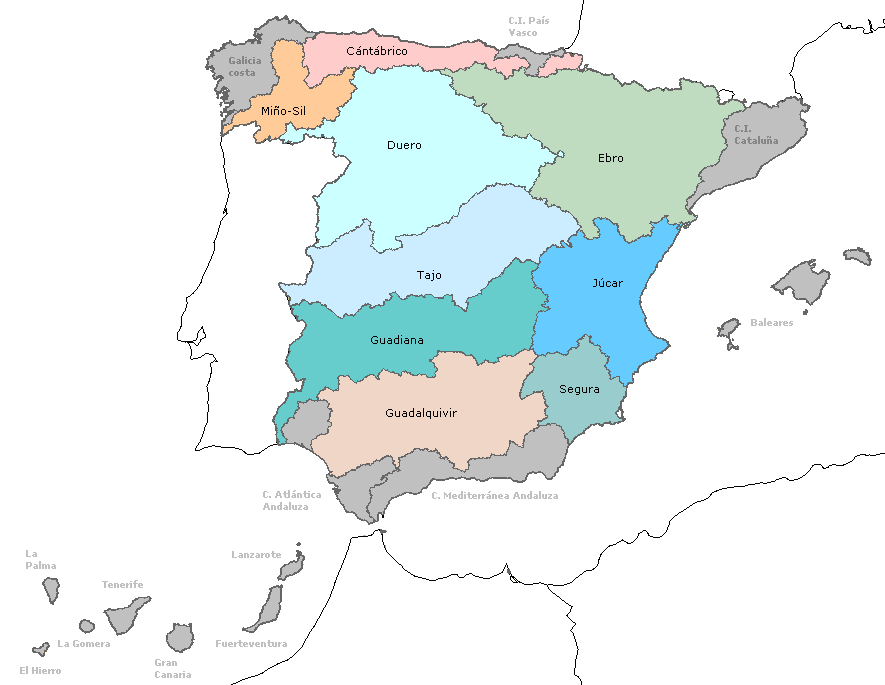 C.I. País
Vasco
Cántábrico
Galicia
costa
Miño-Sil
C.I.
Cataluña
Duero
Ebro
Tajo
Júcar
Baleares
Guadiana
Segura
Guadalquivir
C. Atlántica
Andaluza
C. Mediterránea Andaluza
La
Palma
Lanzarote
Tenerife
La Gomera
Fuerteventura
El Hierro
Gran
Canaria